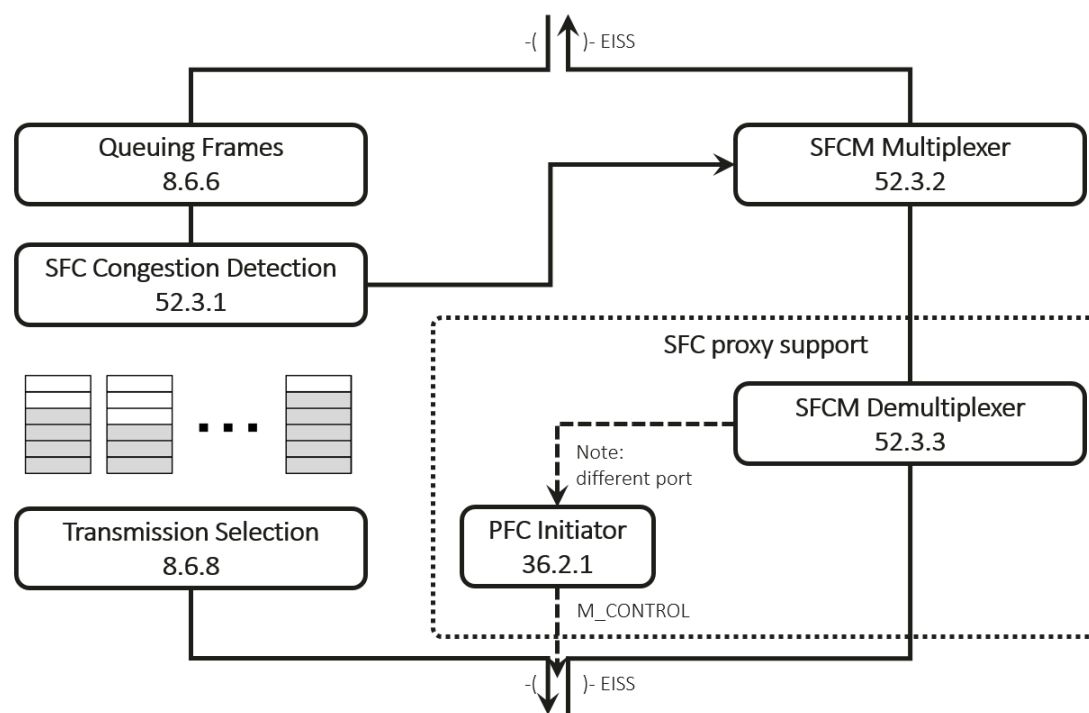 -( )- EISS
Queuing Frames
8.6.6
SFCM Multiplexer
52.3.2
SFC Congestion Detection
52.3.1
SFC proxy support
SFCM Demultiplexer
52.3.3
Note:
different port
Transmission Selection
8.6.8
PFC Initiator
36.2.1
M_CONTROL
-( )- EISS